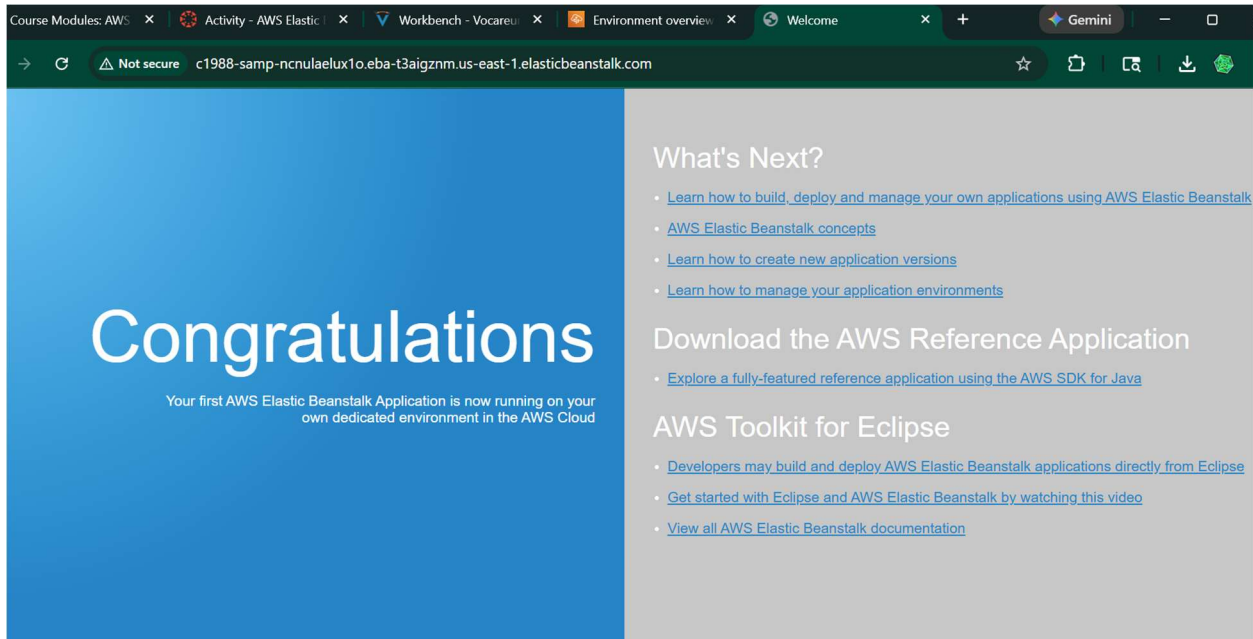 Course Modules: AWS
Activity - AWS Elastic
Workbench - Vocareu
Environment overview
Welcome
Gemini
Not secure
c1988-samp-ncnulaelux1o.eba-t3aigznm.us-east-1.elasticbeanstalk.com
Congratulations
Your first AWS Elastic Beanstalk Application is now running on your
own dedicated environment in the AWS Cloud
What's Next?
Learn how to build, deploy and manage your own applications using AWS Elastic Beanstalk
AWS Elastic Beanstalk concepts
Learn how to create new application versions
Learn how to manage your application environments
Download the AWS Reference Application
Explore a fully-featured reference application using the AWS SDK for Java
AWS Toolkit for Eclipse
Developers may build and deploy AWS Elastic Beanstalk applications directly from Eclipse
Get started with Eclipse and AWS Elastic Beanstalk by watching this video
View all AWS Elastic Beanstalk documentation